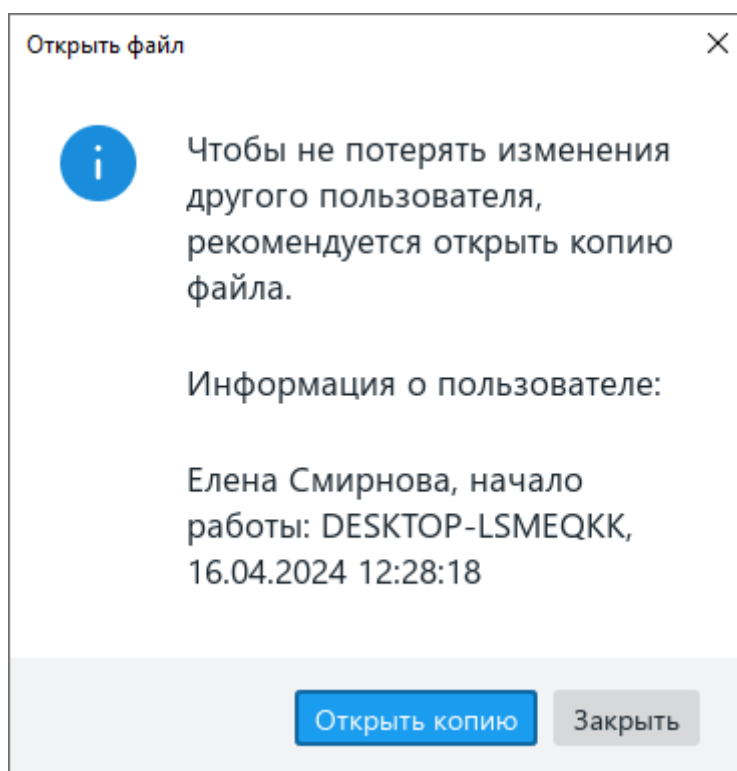 Открыть файл
Чтобы не потерять изменения
другого пользователя,
рекомендуется открыть копию
файла.
Информация о пользователе:
Елена Смирнова, начало
работы: DESKTOP-LSMEQKK,
16.04.2024 12:28:18
Открыть копию
Закрыть